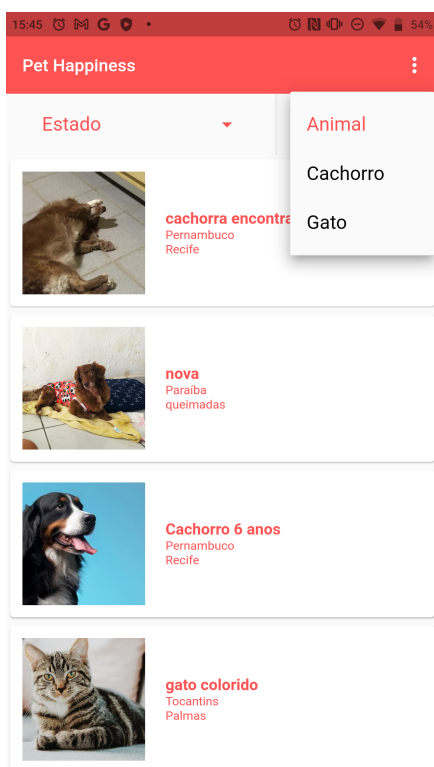 15:45 54%
Pet Happiness
Estado
Animal
Cachorro
Gato
cachorra encontra
Pernambuco
Recife
nova
Paraíba
queimadas
Cachorro 6 anos
Pernambuco
Recife
gato colorido
Tocantins
Palmas